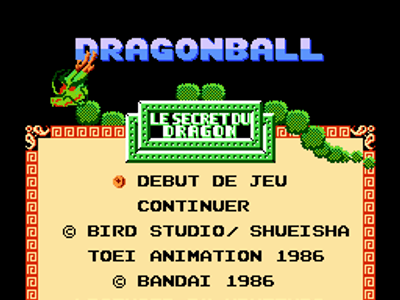 DRAGONBALL
LE SECRET DU
DRAGON
DEBUT DE JEU
CONTINUER
© BIRD STUDIO/ SHUEISHA
TOEI ANIMATION 1986
© BANDAI 1986